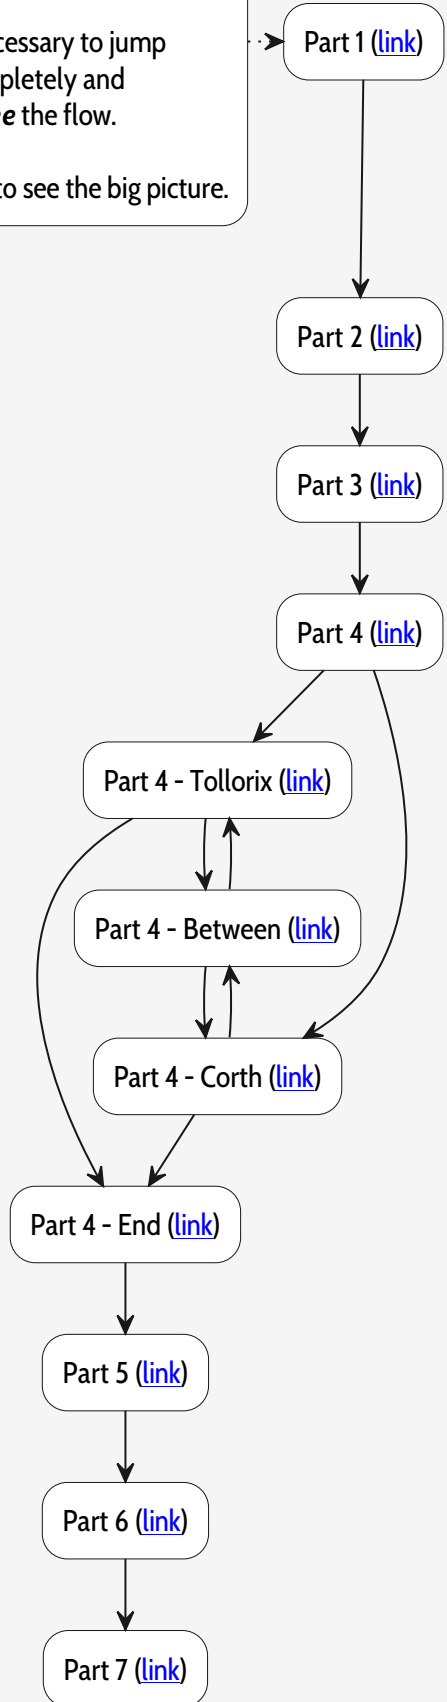 to jump
and
the flow.
to see the big picture.
Part 1 (link)
Part 2 (link)
Part 3 (link)
Part 4 (link)
Part 4 - Tollorix (link)
Part 4 - Between (link)
Part 4 - Corth (link)
Part 4 - End (link)
Part 5 (link)
Part 6 (link)
Part 7 (link)